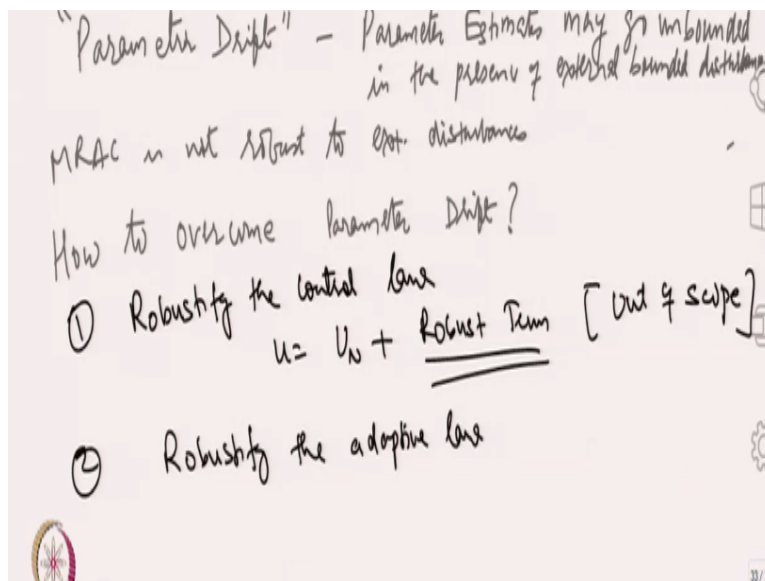 "Parameter Drift" - Parameter Estimates may go unbounded
in the presence of external bounded disturbance
MRAC is not robust to ext. disturbances
How to overcome Parameter Drift?
① Robustify the control law
u = U_N + Robust Term [out of scope]
② Robustify the adaptive law